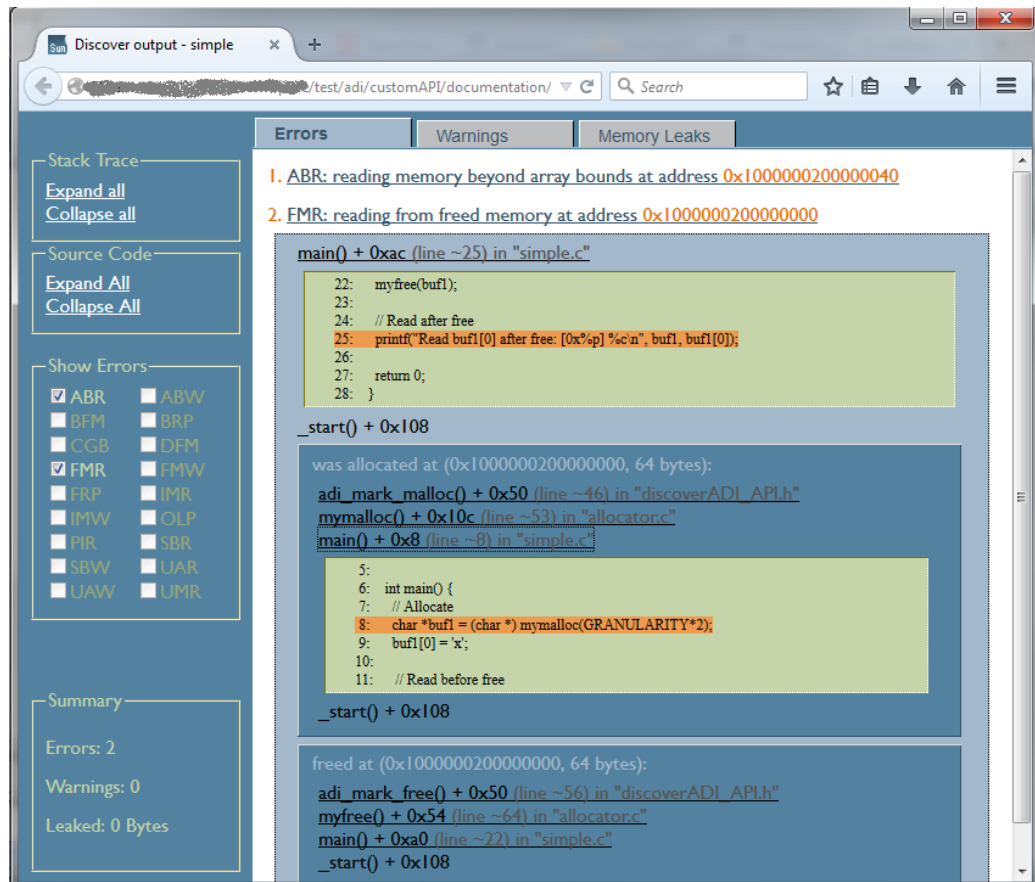 Sun Discover output - simple
/test/adi/customAPI/documentation/
Search
Errors
Warnings
Memory Leaks
Stack Trace
Expand all
Collapse all
Source Code
Expand All
Collapse All
Show Errors
ABR ABW
BFM BRP
CGB DFM
FMR FMW
FRP IMR
IMW OLP
PIR SBR
SBW UAR
UAW UMR
Summary
Errors: 2
Warnings: 0
Leaked: 0 Bytes
1. ABR: reading memory beyond array bounds at address 0x1000000200000040
2. FMR: reading from freed memory at address 0x1000000200000000
main() + 0xac (line ~25) in "simple.c"
22: myfree(buf1);
23:
24: // Read after free
25: printf("Read buf1[0] after free: [0x%p] %c\n", buf1, buf1[0]);
26:
27: return 0;
28: }
_start() + 0x108
was allocated at (0x1000000200000000, 64 bytes):
adi_mark_malloc() + 0x50 (line ~46) in "discoverADI_API.h"
mymalloc() + 0x10c (line ~53) in "allocator.c"
main() + 0x8 (line ~8) in "simple.c"
5:
6: int main() {
7: // Allocate
8: char *buf1 = (char *) mymalloc(GRANULARITY*2);
9: buf1[0] = 'x';
10:
11: // Read before free
_start() + 0x108
freed at (0x1000000200000000, 64 bytes):
adi_mark_free() + 0x50 (line ~56) in "discoverADI_API.h"
myfree() + 0x54 (line ~64) in "allocator.c"
main() + 0xa0 (line ~22) in "simple.c"
_start() + 0x108